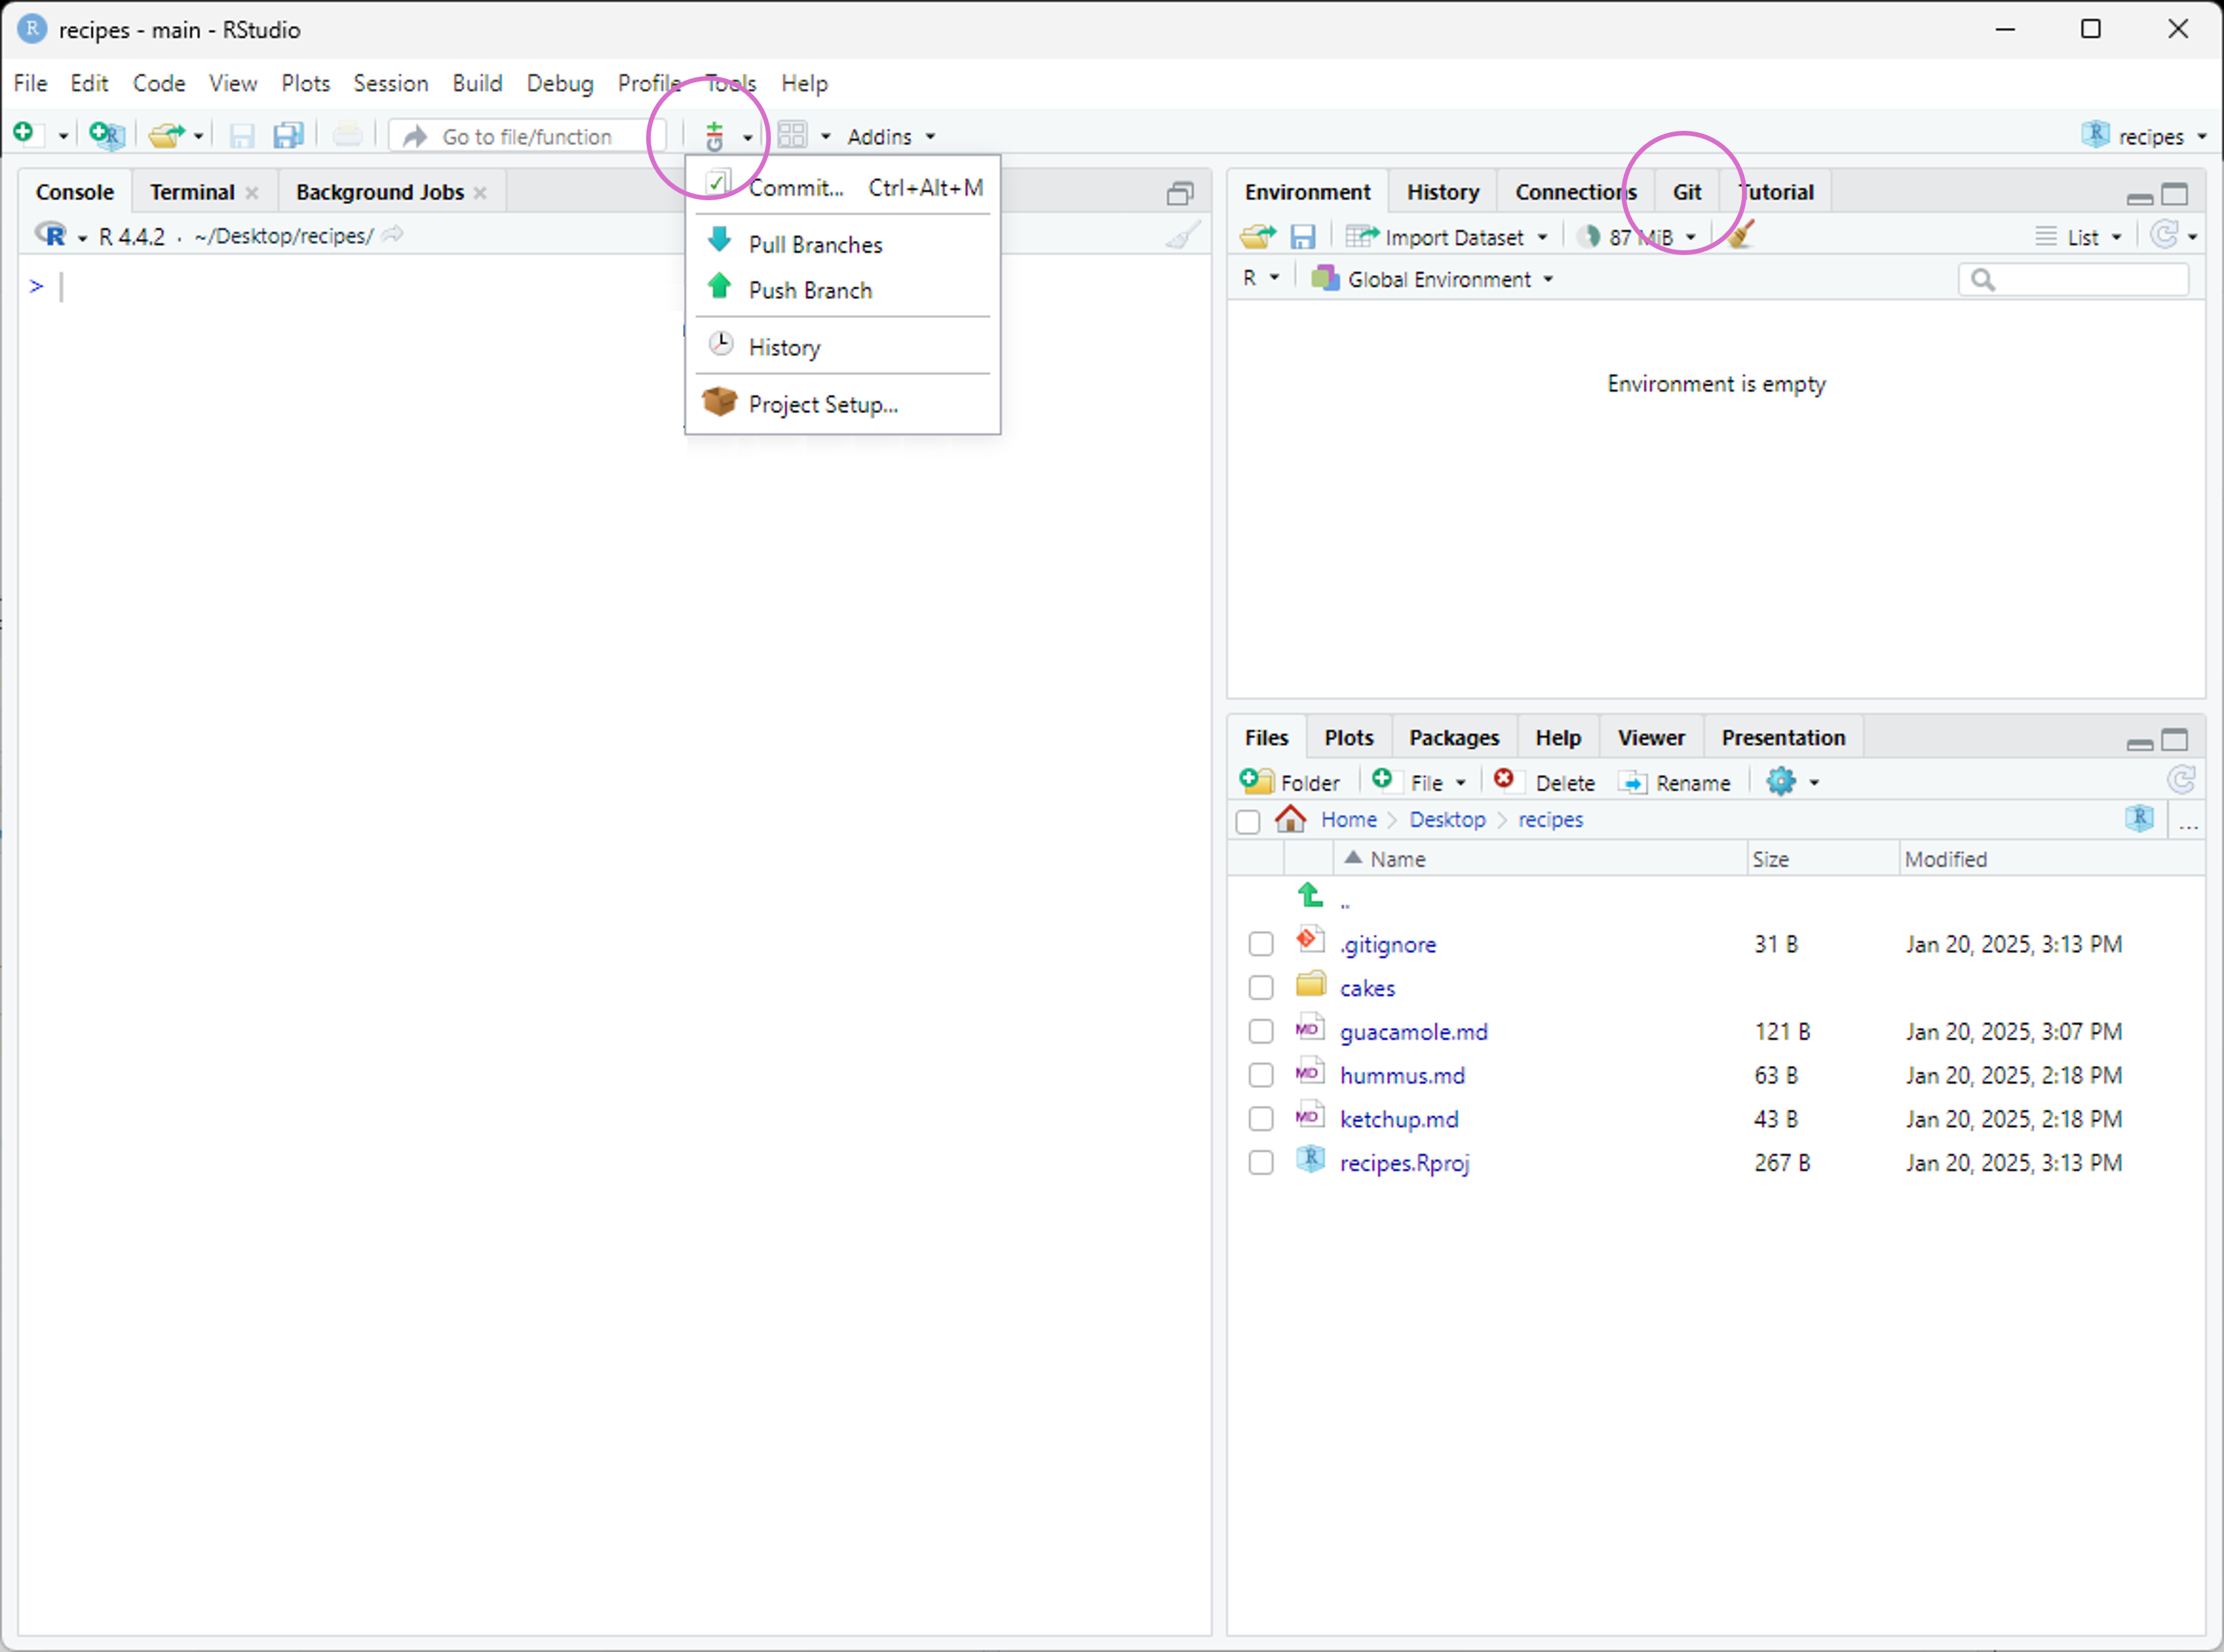 recipes - main - RStudio
File Edit Code View Plots Session Build Debug Profile Tools Help
Go to file/function Git Addins recipes
Commit... Ctrl+Alt+M
Pull Branches
Push Branch
History
Project Setup...
Console Terminal Background Jobs
R 4.4.2 · ~/Desktop/recipes/
>
Environment History Connections Git Tutorial
Import Dataset 87 MiB List
R Global Environment
Environment is empty
Files Plots Packages Help Viewer Presentation
Folder File Delete Rename
Home Desktop recipes ...
Name Size Modified
..
.gitignore 31 B Jan 20, 2025, 3:13 PM
cakes
guacamole.md 121 B Jan 20, 2025, 3:07 PM
hummus.md 63 B Jan 20, 2025, 2:18 PM
ketchup.md 43 B Jan 20, 2025, 2:18 PM
recipes.Rproj 267 B Jan 20, 2025, 3:13 PM